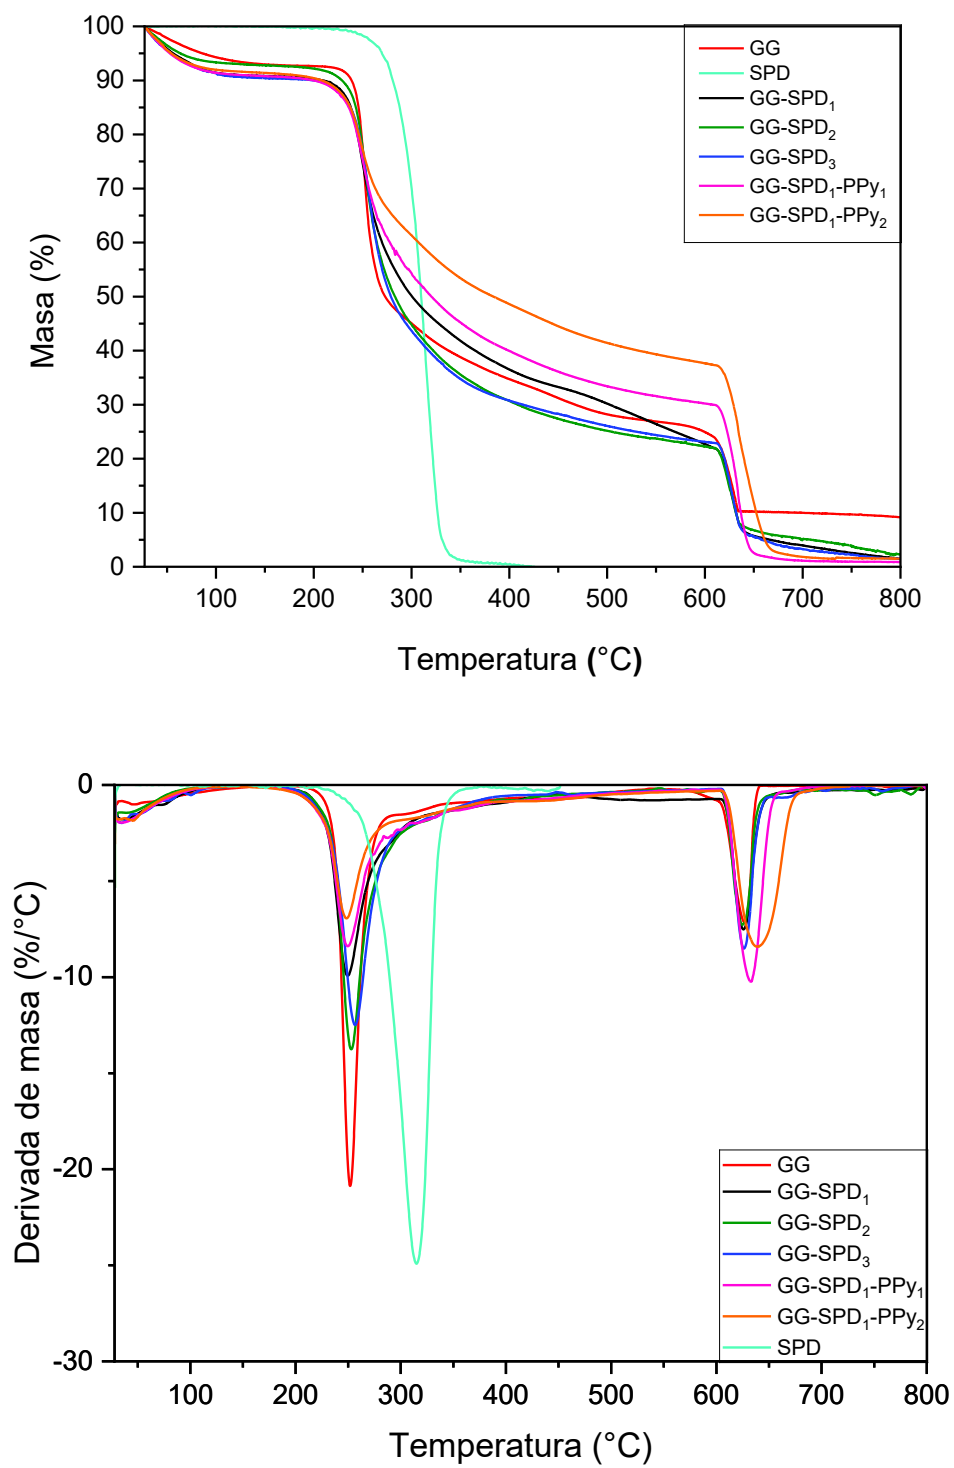 100
90
80
70
60
50
40
30
20
10
0
Masa (%)
GG
SPD
GG-SPD₁
GG-SPD₂
GG-SPD₃
GG-SPD₁-PPy₁
GG-SPD₁-PPy₂
100 200 300 400 500 600 700 800
Temperatura (°C)
0
-10
-20
-30
Derivada de masa (%/°C)
GG
GG-SPD₁
GG-SPD₂
GG-SPD₃
GG-SPD₁-PPy₁
GG-SPD₁-PPy₂
SPD
100 200 300 400 500 600 700 800
Temperatura (°C)